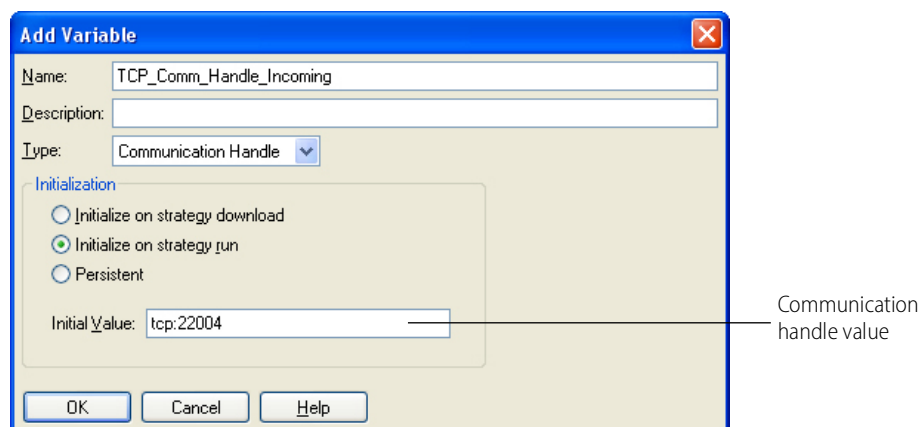 Add Variable
Name: TCP_Comm_Handle_Incoming
Description:
Type: Communication Handle
Initialization
Initialize on strategy download
Initialize on strategy run
Persistent
Initial Value: tcp:22004
Communication
handle value
OK Cancel Help